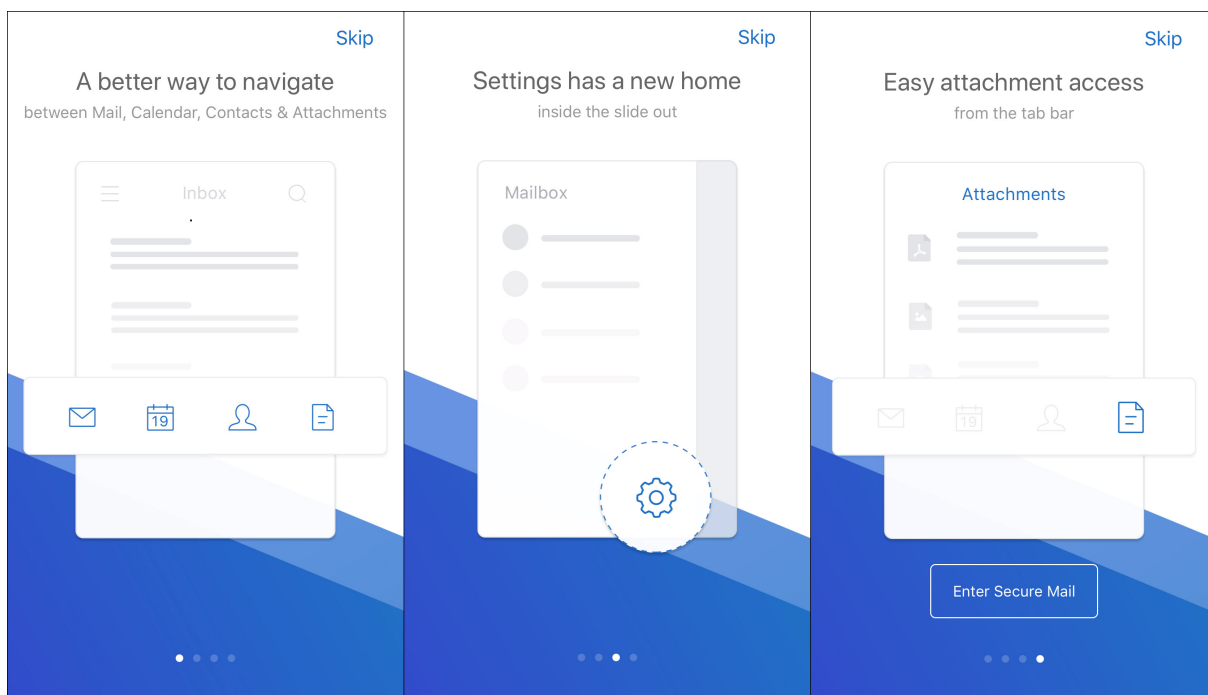 Skip
A better way to navigate
between Mail, Calendar, Contacts & Attachments
Inbox
19
Skip
Settings has a new home
inside the slide out
Mailbox
Skip
Easy attachment access
from the tab bar
Attachments
19
Enter Secure Mail